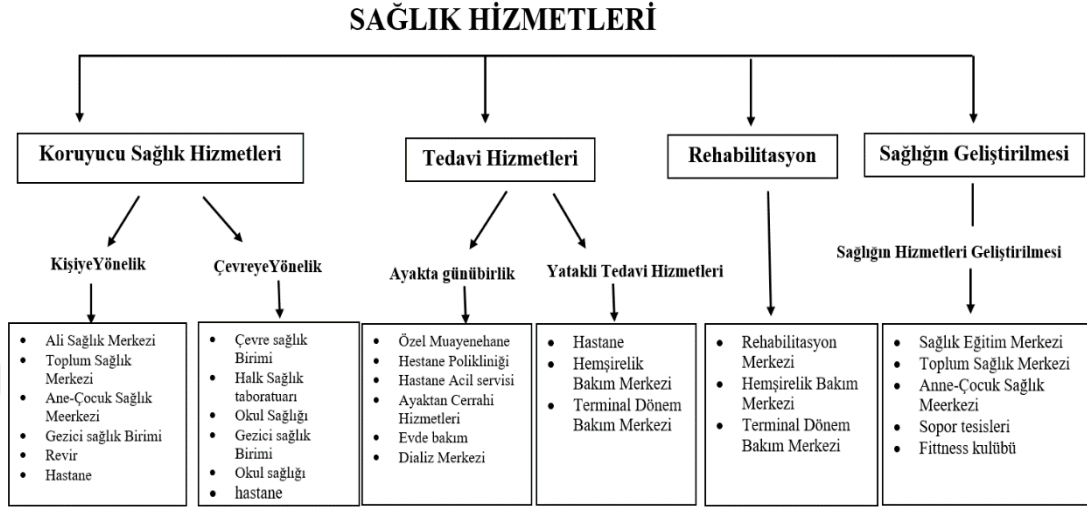 SAĞLIK HİZMETLERİ
Koruyucu Sağlık Hizmetleri
Tedavi Hizmetleri
Rehabilitasyon
Sağlığın Geliştirilmesi
KişiyeYönelik
ÇevreyeYönelik
Ayakta günübirlik
Yatakli Tedavi Hizmetleri
Sağlığın Hizmetleri Geliştirilmesi
• Ali Sağlık Merkezi
• Toplum Sağlık
Merkezi
• Ane-Çocuk Sağlık
Meerkezi
• Gezici sağlık Birimi
• Revir
• Hastane
• Çevre sağlık
Birimi
• Halk Sağlık
taboratuarı
• Okul Sağlığı
• Gezici sağlık
Birimi
• Okul sağlığı
• hastane
• Özel Muayenehane
• Hestane Polikliniği
• Hastane Acil servisi
• Ayaktan Cerrahi
Hizmetleri
• Evde bakım
• Dializ Merkezi
• Hastane
• Hemşirelik
Bakım Merkezi
• Terminal Dönem
Bakım Merkezi
• Rehabilitasyon
Merkezi
• Hemşirelik Bakım
Merkezi
• Terminal Dönem
Bakım Merkezi
• Sağlık Eğitim Merkezi
• Toplum Sağlık Merkezi
• Anne-Çocuk Sağlık
Meerkezi
• Sopor tesisleri
• Fittness kulübü